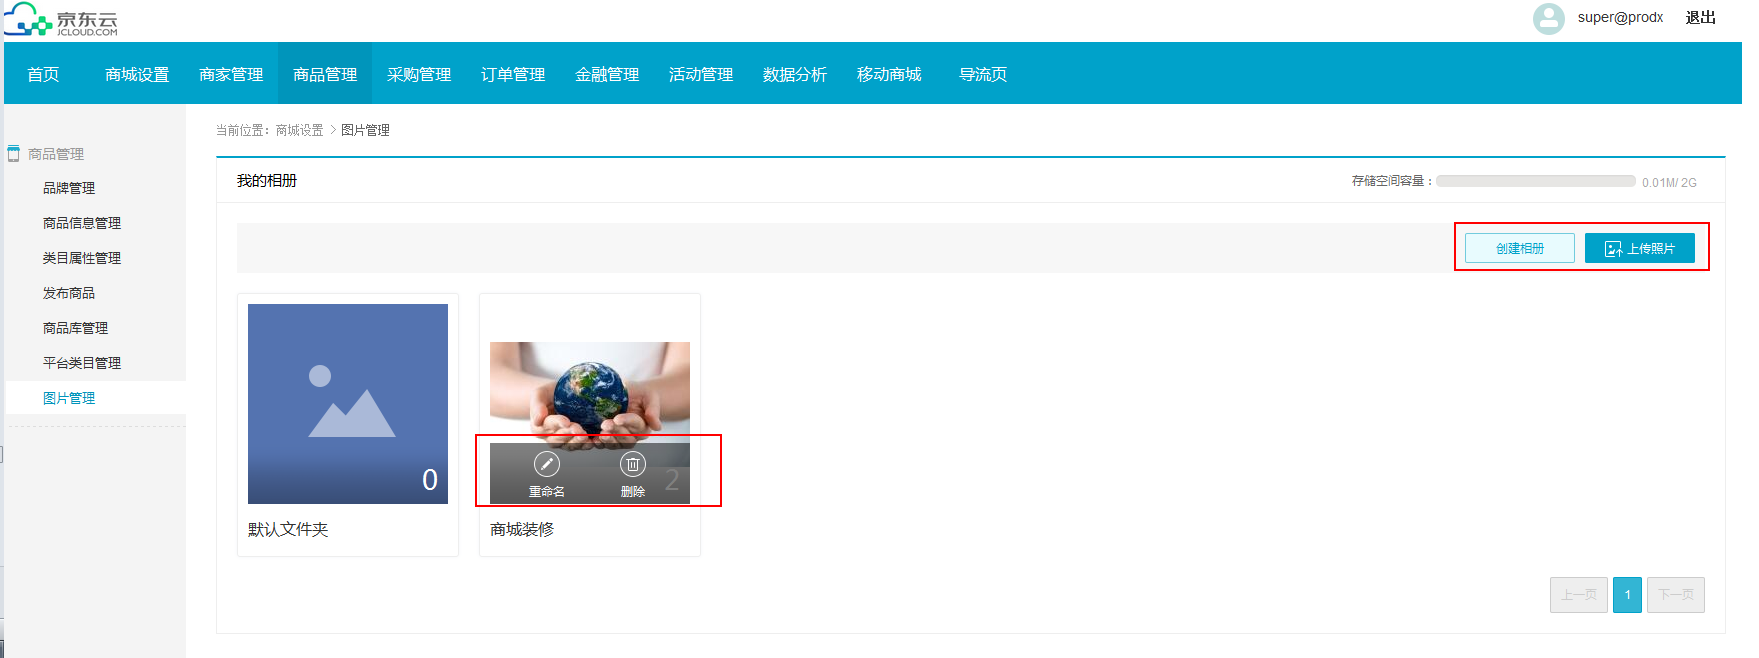 京东云
JCLOUD.COM
super@prodx 退出
首页 商城设置 商家管理 商品管理 采购管理 订单管理 金融管理 活动管理 数据分析 移动商城 导流页
当前位置：商城设置 > 图片管理
商品管理
品牌管理
商品信息管理
类目属性管理
发布商品
商品库管理
平台类目管理
图片管理
我的相册
存储空间容量：
0.01M/ 2G
创建相册
上传照片
0
默认文件夹
重命名 删除 2
商城装修
上一页 1 下一页